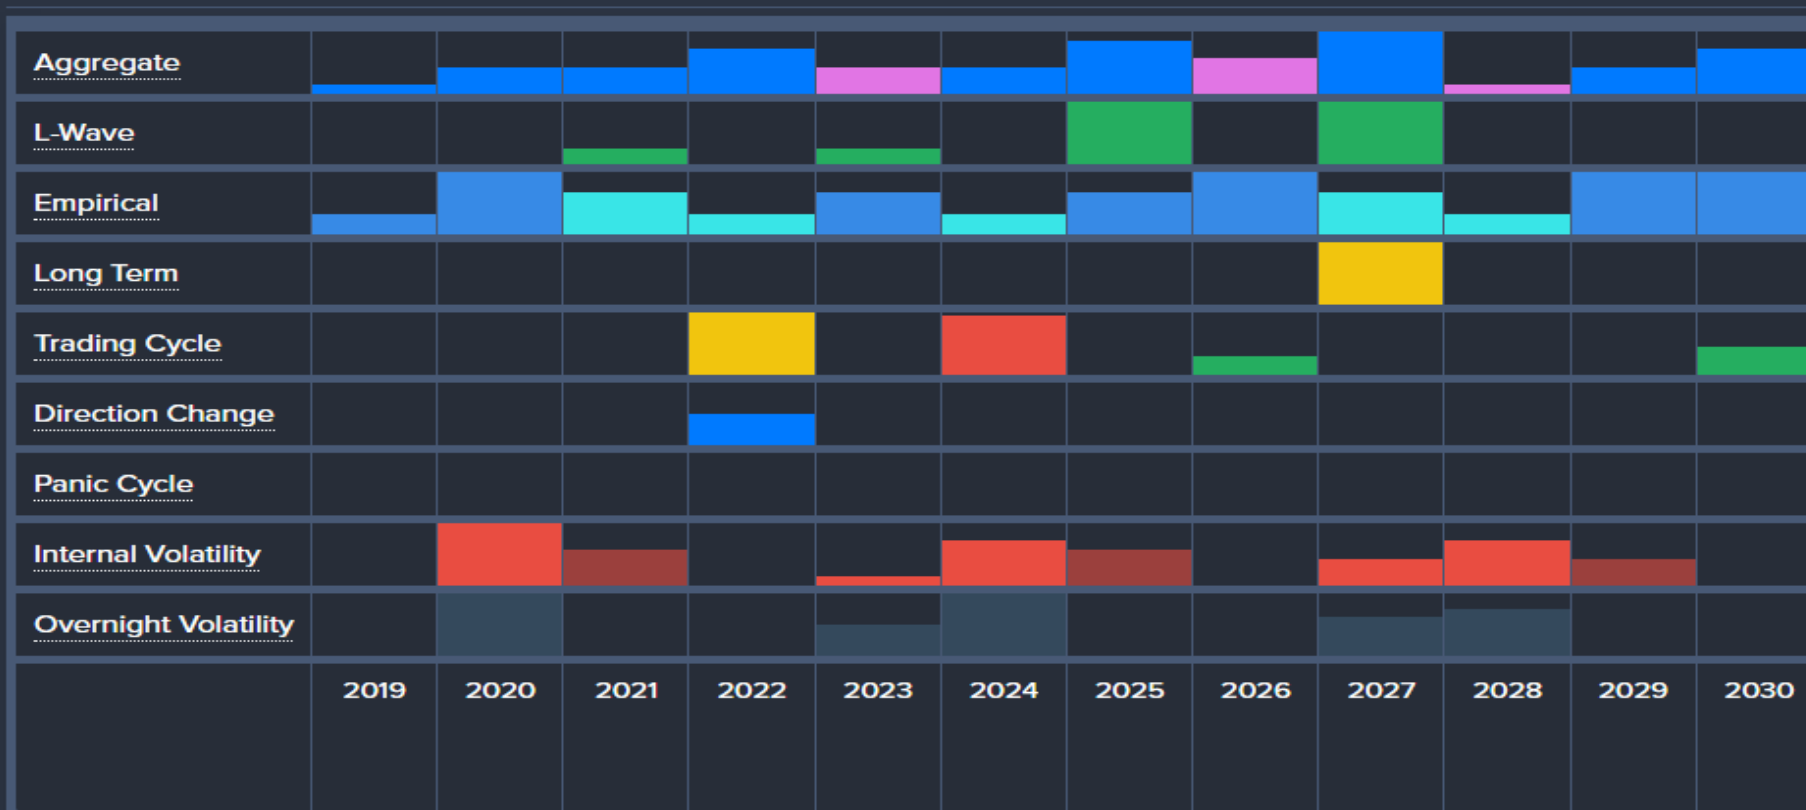 Aggregate
L-Wave
Empirical
Long Term
Trading Cycle
Direction Change
Panic Cycle
Internal Volatility
Overnight Volatility
2019 2020 2021 2022 2023 2024 2025 2026 2027 2028 2029 2030